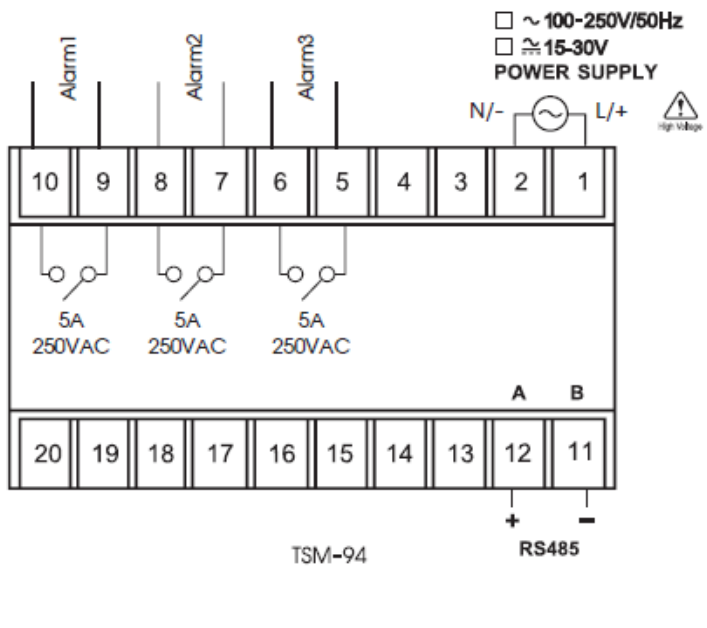 ☐ ~ 100-250V/50Hz
☐ ≂ 15-30V
POWER SUPPLY
Alarm1
Alarm2
Alarm3
N/-
L/+
High Voltage
10 9 8 7 6 5 4 3 2 1
5A
250VAC
5A
250VAC
5A
250VAC
A B
20 19 18 17 16 15 14 13 12 11
+ -
RS485
TSM-94